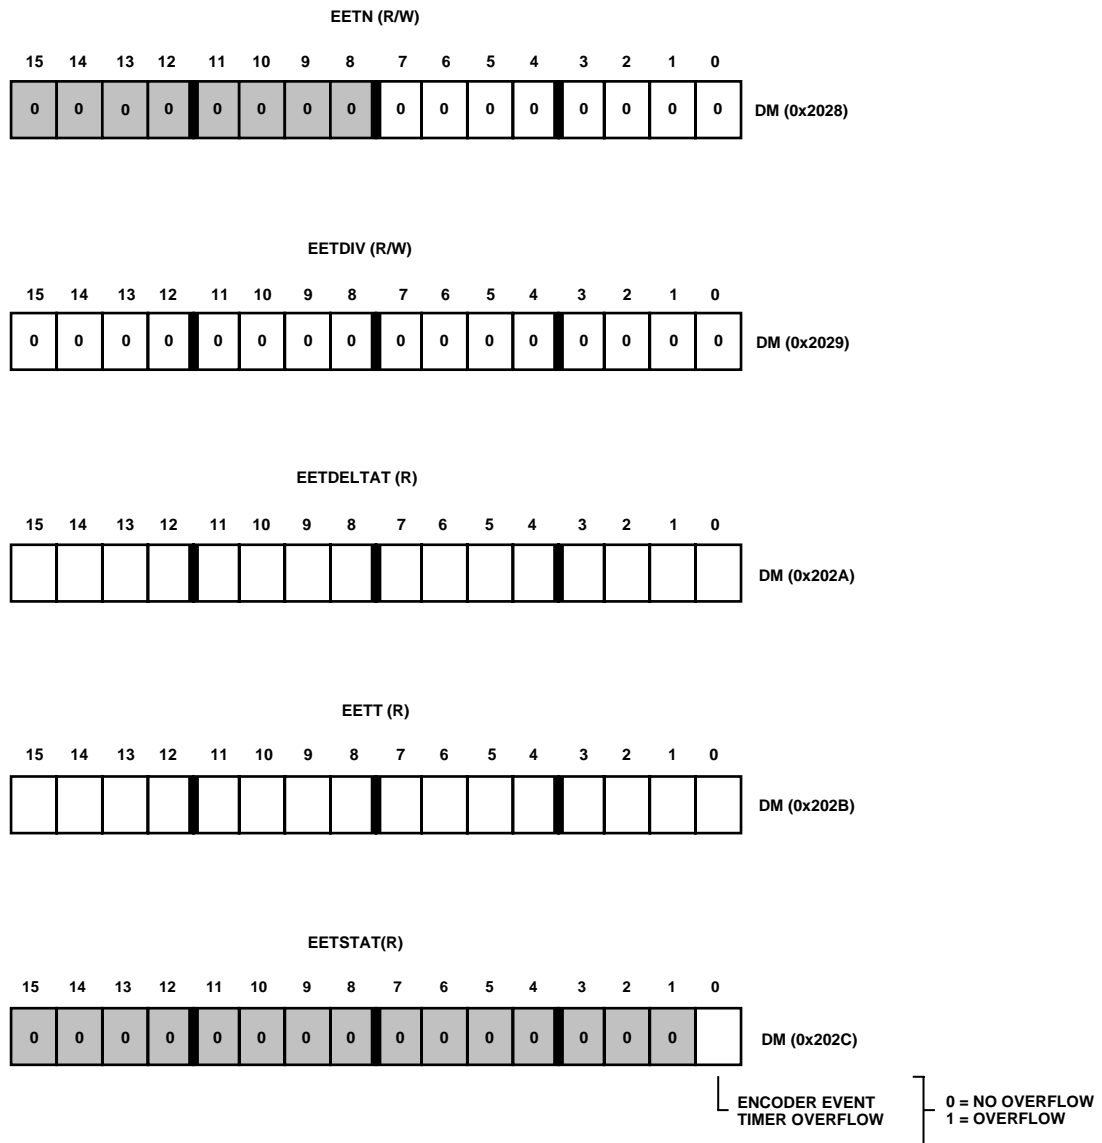 EETN (R/W)
15 14 13 12 11 10 9 8 7 6 5 4 3 2 1 0
0 0 0 0 0 0 0 0 0 0 0 0 0 0 0 0 DM (0x2028)
EETDIV (R/W)
15 14 13 12 11 10 9 8 7 6 5 4 3 2 1 0
0 0 0 0 0 0 0 0 0 0 0 0 0 0 0 0 DM (0x2029)
EETDELTAT (R)
15 14 13 12 11 10 9 8 7 6 5 4 3 2 1 0
DM (0x202A)
EETT (R)
15 14 13 12 11 10 9 8 7 6 5 4 3 2 1 0
DM (0x202B)
EETSTAT(R)
15 14 13 12 11 10 9 8 7 6 5 4 3 2 1 0
0 0 0 0 0 0 0 0 0 0 0 0 0 0 0 DM (0x202C)
ENCODER EVENT 0 = NO OVERFLOW
TIMER OVERFLOW 1 = OVERFLOW